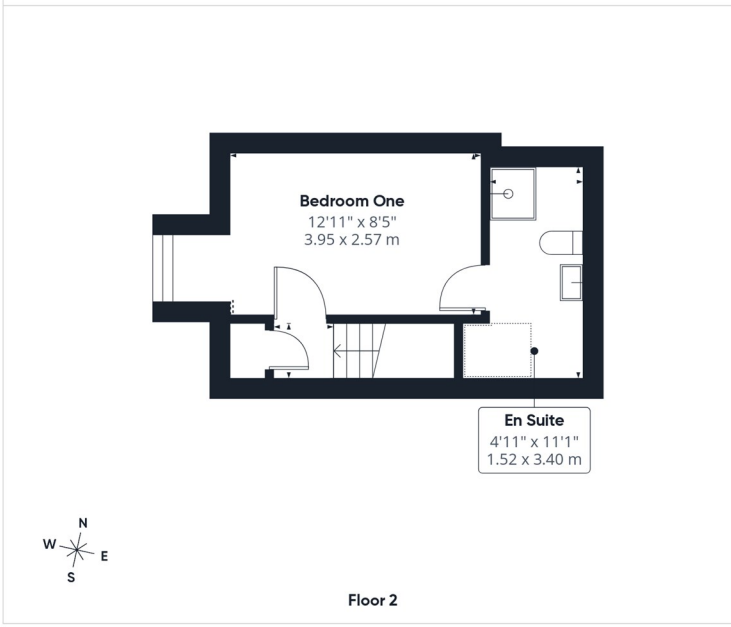 Bedroom One
12'11" x 8'5"
3.95 x 2.57 m
En Suite
4'11" x 11'1"
1.52 x 3.40 m
N
W
E
S
Floor 2